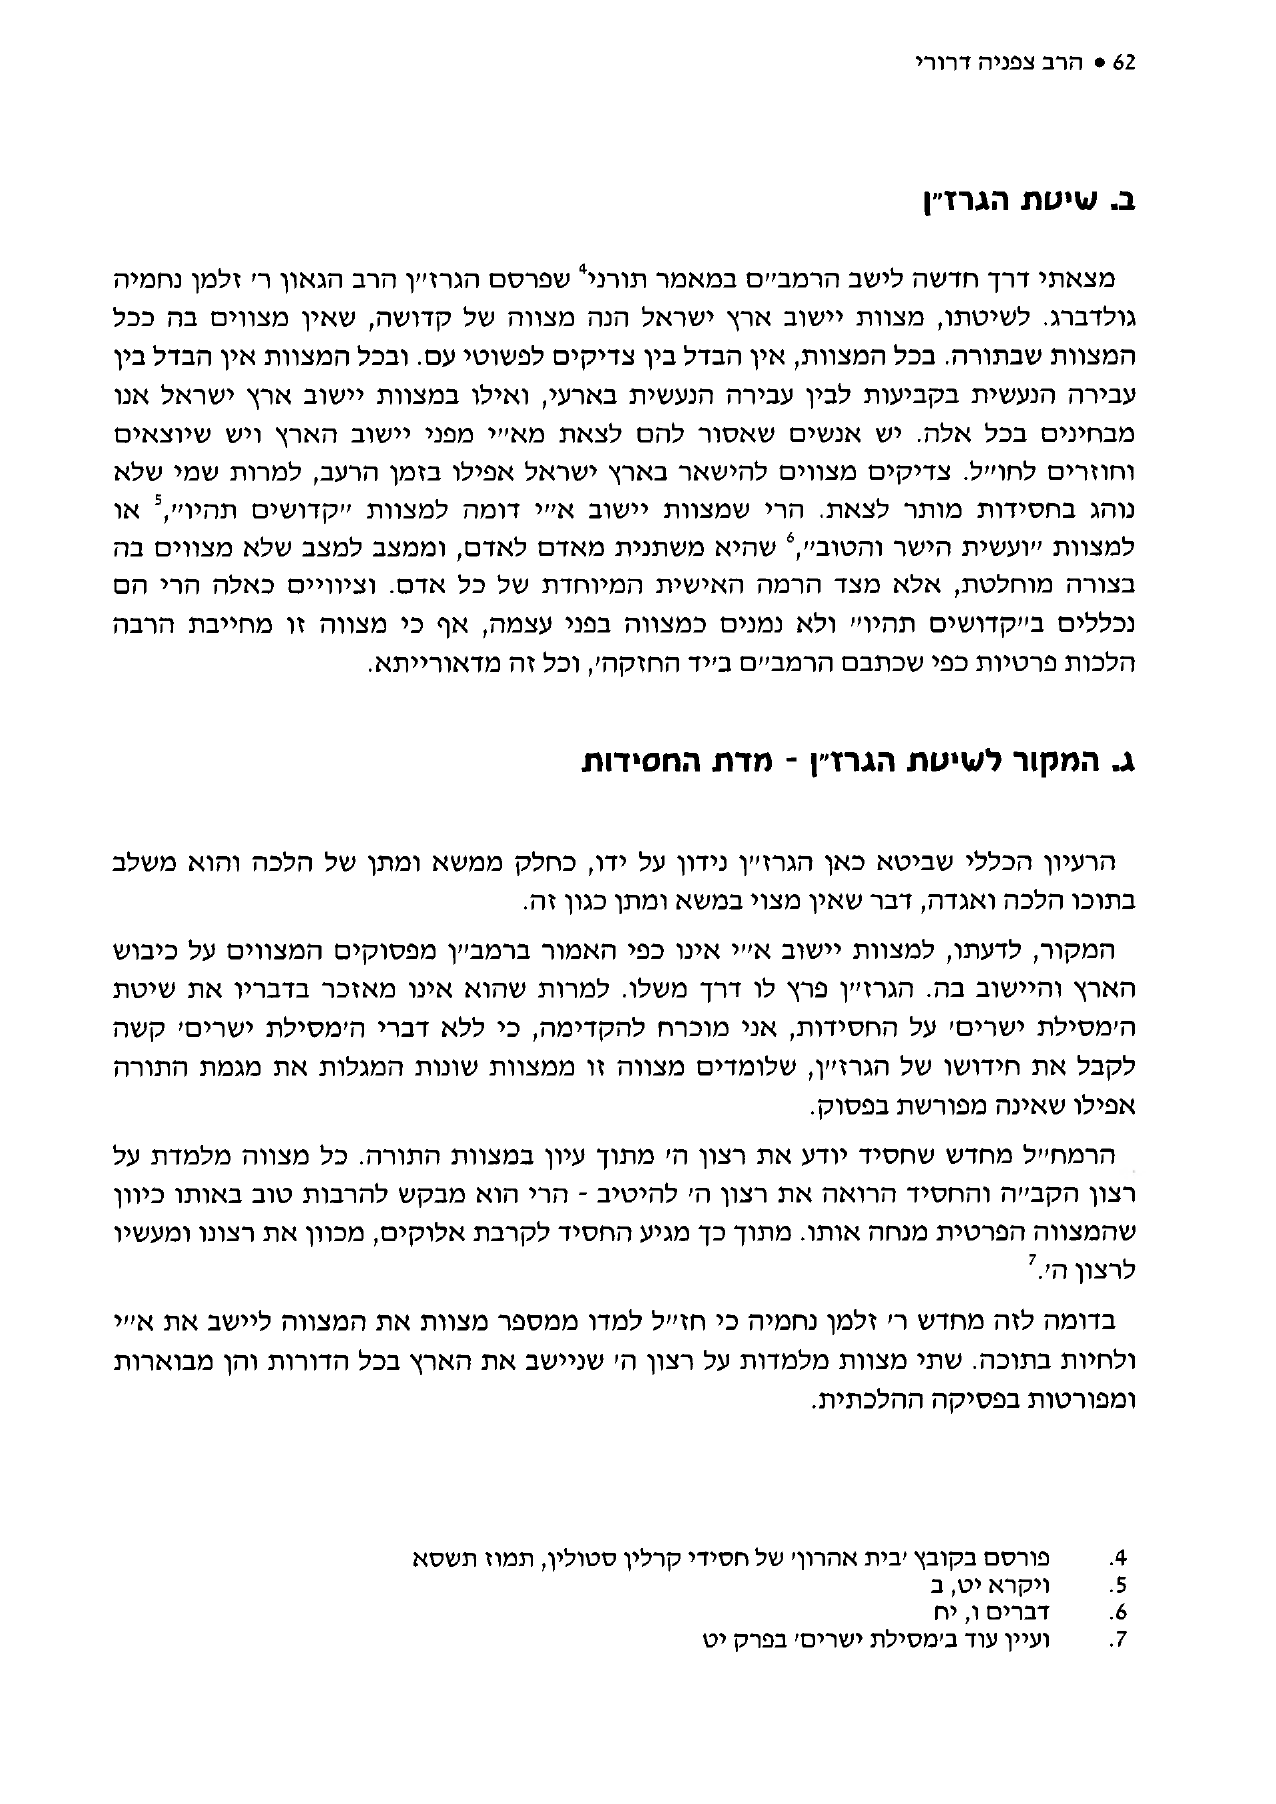 62 • הרב צפניה דרורי
ב. שיטת הגרז״ן
מצאתי דרך חדשה לישב הרמב״ם במאמר תורני4 שפרסם הגרז״ן הרב הגאון ר׳ זלמן נחמיה
גולדברג. לשיטתו, מצוות יישוב ארץ ישראל הנה מצווה של קדושה, שאין מצווים בה ככל
המצוות שבתורה. בכל המצוות, אין הבדל בין צדיקים לפשוטי עם. ובכל המצוות אין הבדל בין
עבירה הנעשית בקביעות לבין עבירה הנעשית בארעי, ואילו במצוות יישוב ארץ ישראל אנו
מבחינים בכל אלה. יש אנשים שאסור להם לצאת מא״י מפני יישוב הארץ ויש שיוצאים
וחוזרים לחו״ל. צדיקים מצווים להישאר בארץ ישראל אפילו בזמן הרעב, למרות שמי שלא
נוהג בחסידות מותר לצאת. הרי שמצוות יישוב א״י דומה למצוות ״קדושים תהיו״,5 או
למצוות ״ועשית הישר והטוב״,6 שהיא משתנית מאדם לאדם, וממצב למצב שלא מצווים בה
בצורה מוחלטת, אלא מצד הרמה האישית המיוחדת של כל אדם. וציוויים כאלה הרי הם
נכללים ב״קדושים תהיו״ ולא נמנים כמצווה בפני עצמה, אף כי מצווה זו מחייבת הרבה
הלכות פרטיות כפי שכתבם הרמב״ם ב׳יד החזקה׳, וכל זה מדאורייתא.
ג. המקור לשיטת הגרז״ן - מדת החסידות
הרעיון הכללי שביטא כאן הגרז״ן נידון על ידו, כחלק ממשא ומתן של הלכה והוא משלב
בתוכו הלכה ואגדה, דבר שאין מצוי במשא ומתן כגון זה.
המקור, לדעתו, למצוות יישוב א״י אינו כפי האמור ברמב״ן מפסוקים המצווים על כיבוש
הארץ והיישוב בה. הגרז״ן פרץ לו דרך משלו. למרות שהוא אינו מאזכר בדבריו את שיטת
ה׳מסילת ישרים׳ על החסידות, אני מוכרח להקדימה, כי ללא דברי ה׳מסילת ישרים׳ קשה
לקבל את חידושו של הגרז״ן, שלומדים מצווה זו ממצוות שונות המגלות את מגמת התורה
אפילו שאינה מפורשת בפסוק.
הרמח״ל מחדש שחסיד יודע את רצון ה׳ מתוך עיון במצוות התורה. כל מצווה מלמדת על
רצון הקב״ה והחסיד הרואה את רצון ה׳ להיטיב - הרי הוא מבקש להרבות טוב באותו כיוון
שהמצווה הפרטית מנחה אותו. מתוך כך מגיע החסיד לקרבת אלוקים, מכוון את רצונו ומעשיו
לרצון ה׳.7
בדומה לזה מחדש ר׳ זלמן נחמיה כי חז״ל למדו ממספר מצוות את המצווה ליישב את א״י
ולחיות בתוכה. שתי מצוות מלמדות על רצון ה׳ שניישב את הארץ בכל הדורות והן מבוארות
ומפורטות בפסיקה ההלכתית.
4. פורסם בקובץ ׳בית אהרון׳ של חסידי קרלין סטולין, תמוז תשסא
5. ויקרא יט, ב
6. דברים ו, יח
7. ועיין עוד ב׳מסילת ישרים׳ בפרק יט